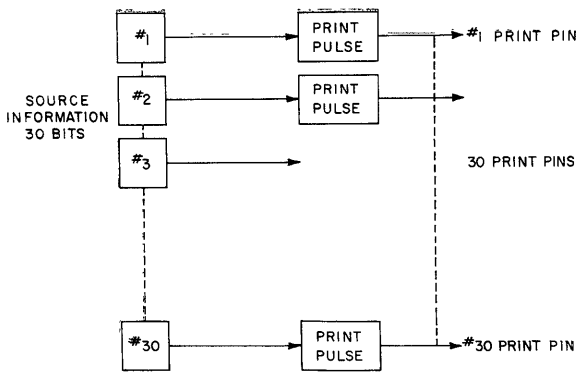 #1
PRINT
PULSE
#1 PRINT PIN
SOURCE
INFORMATION
30 BITS
#2
PRINT
PULSE
#3
30 PRINT PINS
#30
PRINT
PULSE
#30 PRINT PIN